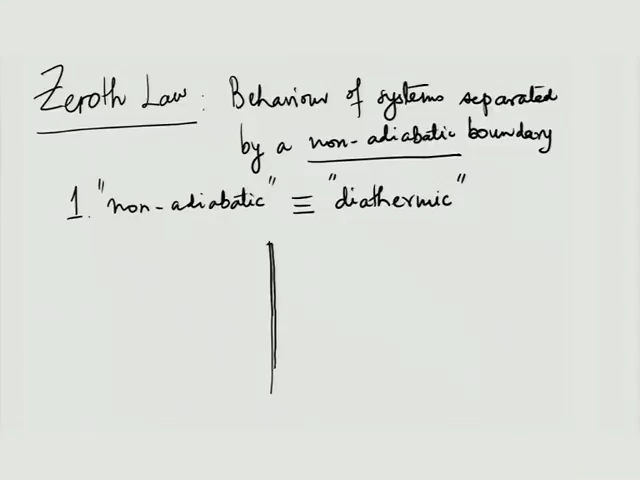 Zeroth Law : Behaviour of systems separated
by a non-adiabatic boundary
1. "non-adiabatic" ≡ "diathermic"